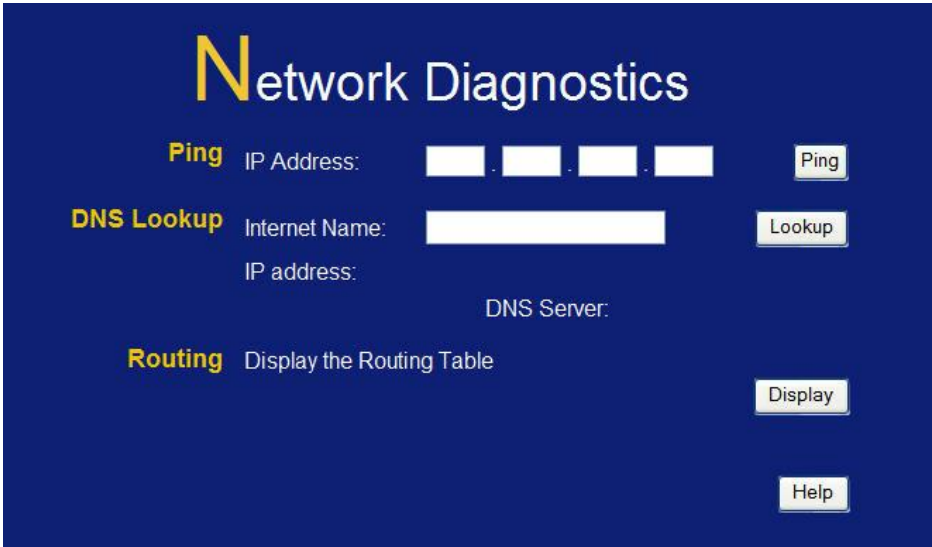 Network Diagnostics
Ping IP Address: . . . Ping
DNS Lookup Internet Name: Lookup
IP address:
DNS Server:
Routing Display the Routing Table
Display
Help